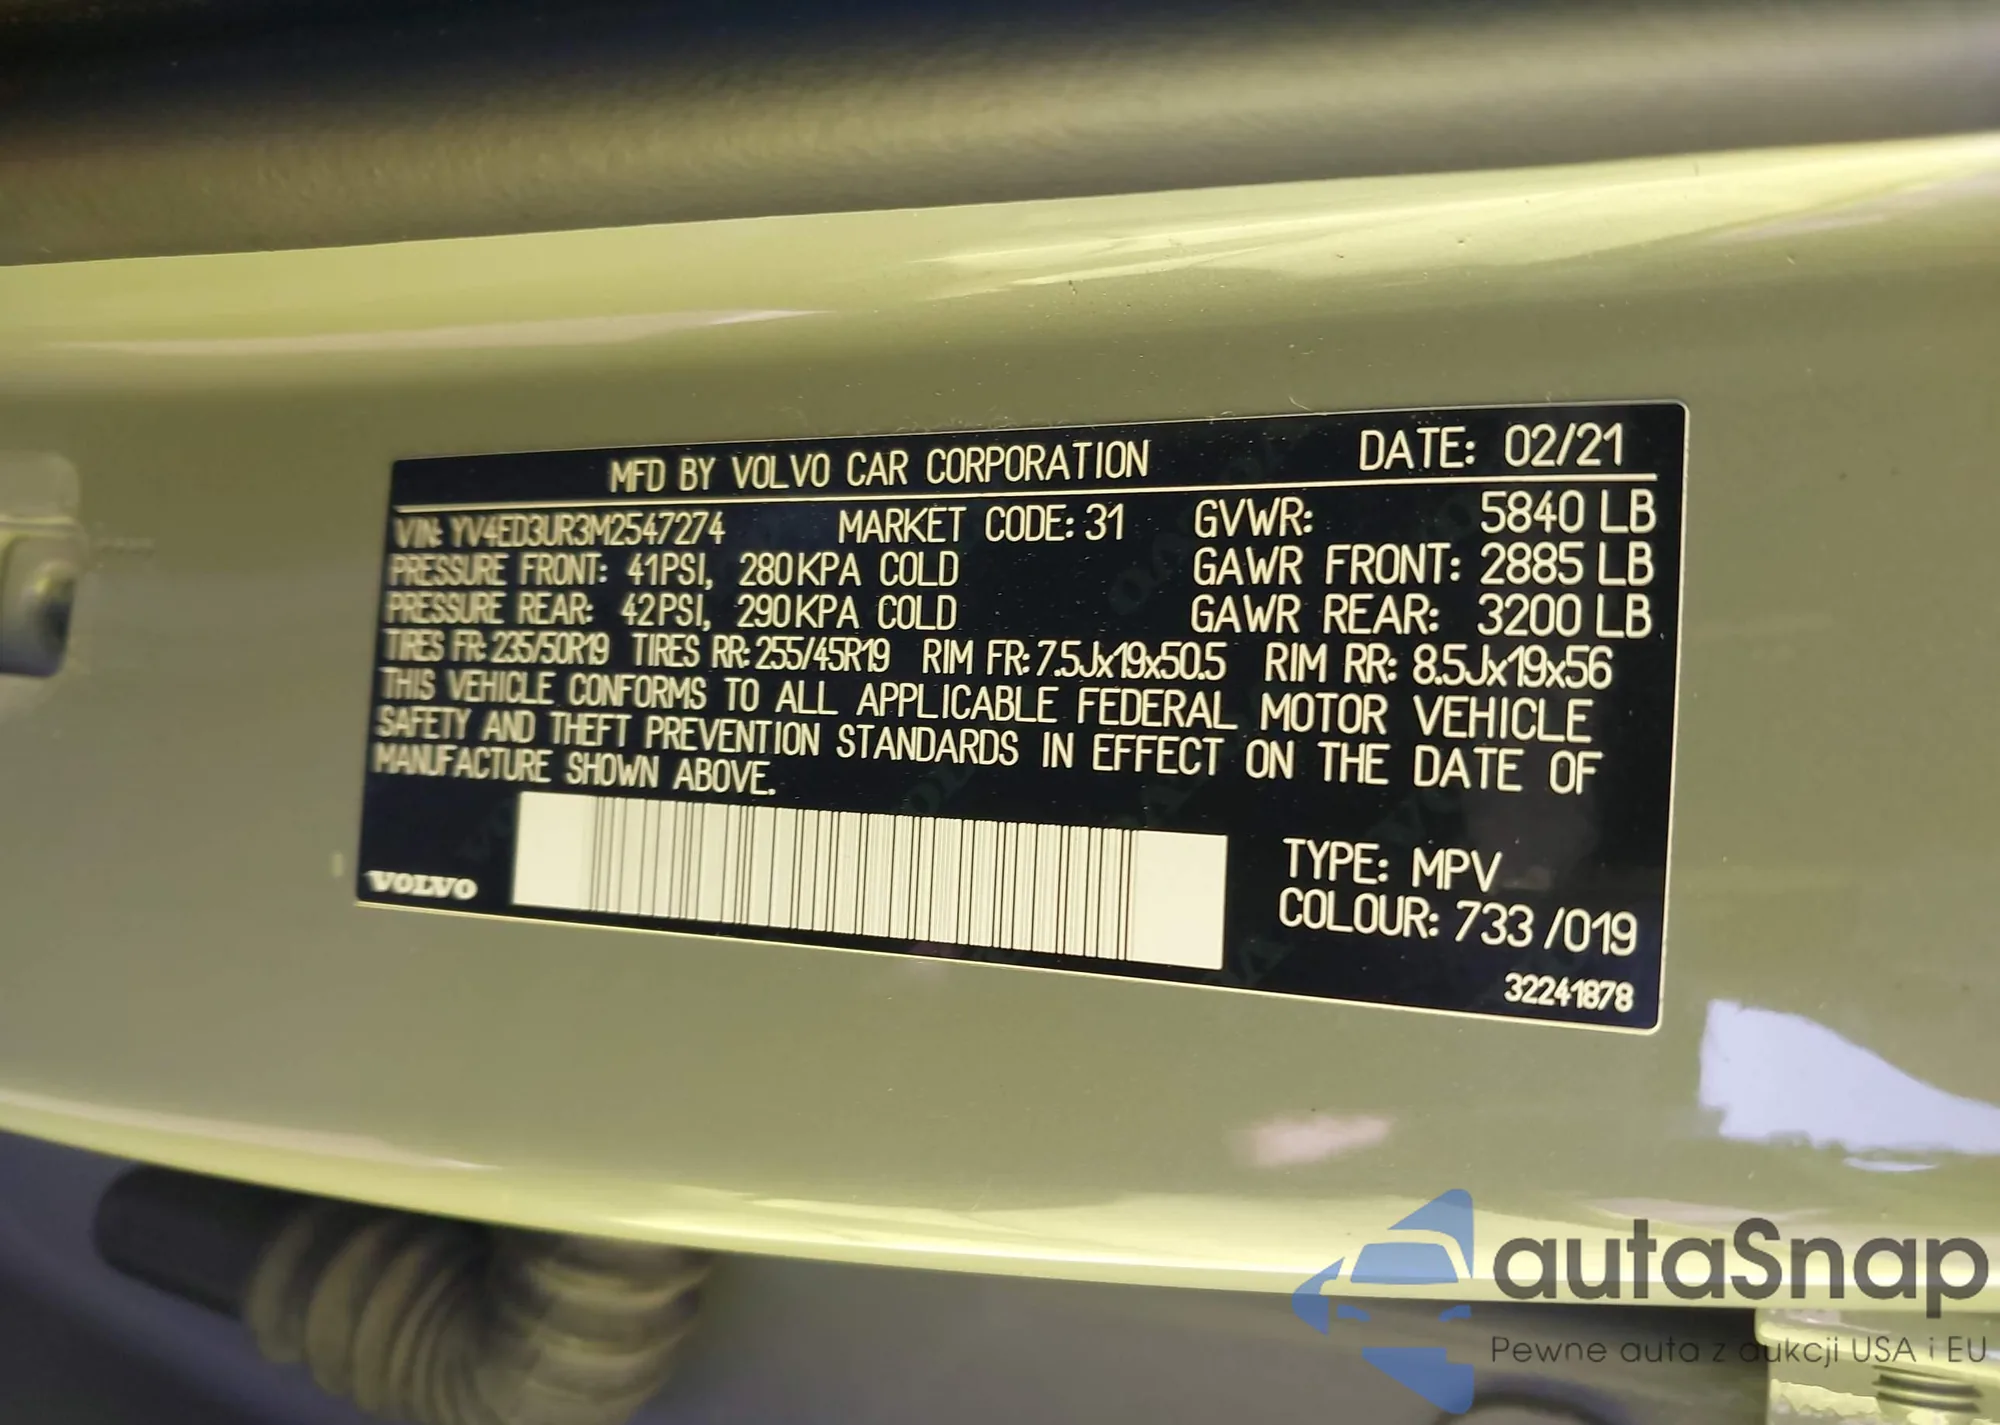 MFD BY VOLVO CAR CORPORATION DATE: 02/21
VIN: YV4ED3UR3M2547274 MARKET CODE: 31 GVWR: 5840 LB
PRESSURE FRONT: 41PSI, 280KPA COLD GAWR FRONT: 2885 LB
PRESSURE REAR: 42PSI, 290KPA COLD GAWR REAR: 3200 LB
TIRES FR: 235/50R19 TIRES RR: 255/45R19 RIM FR: 7.5Jx19x50.5 RIM RR: 8.5Jx19x56
THIS VEHICLE CONFORMS TO ALL APPLICABLE FEDERAL MOTOR VEHICLE
SAFETY AND THEFT PREVENTION STANDARDS IN EFFECT ON THE DATE OF
MANUFACTURE SHOWN ABOVE.
TYPE: MPV
VOLVO COLOUR: 733 /019
32241878
autaSnap
Pewne auta z aukcji USA i EU